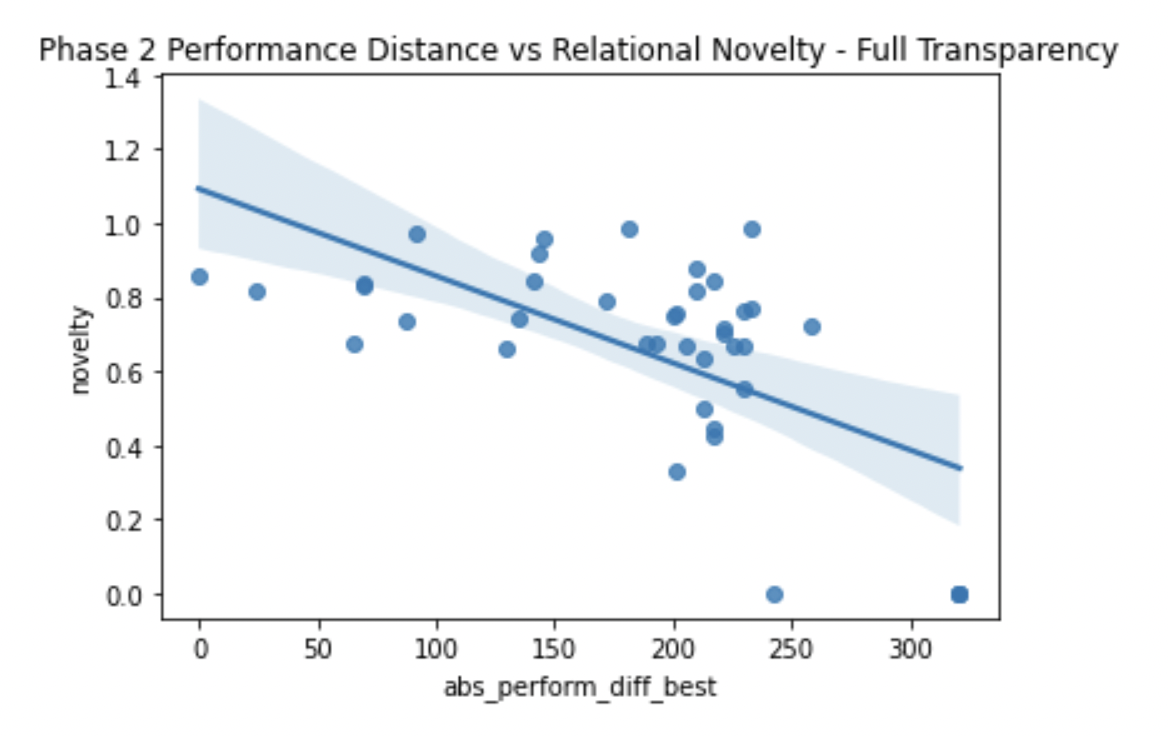 Phase 2 Performance Distance vs Relational Novelty - Full Transparency
1.4
1.2
1.0
0.8
0.6
0.4
0.2
0.0
novelty
0 50 100 150 200 250 300
abs_perform_diff_best